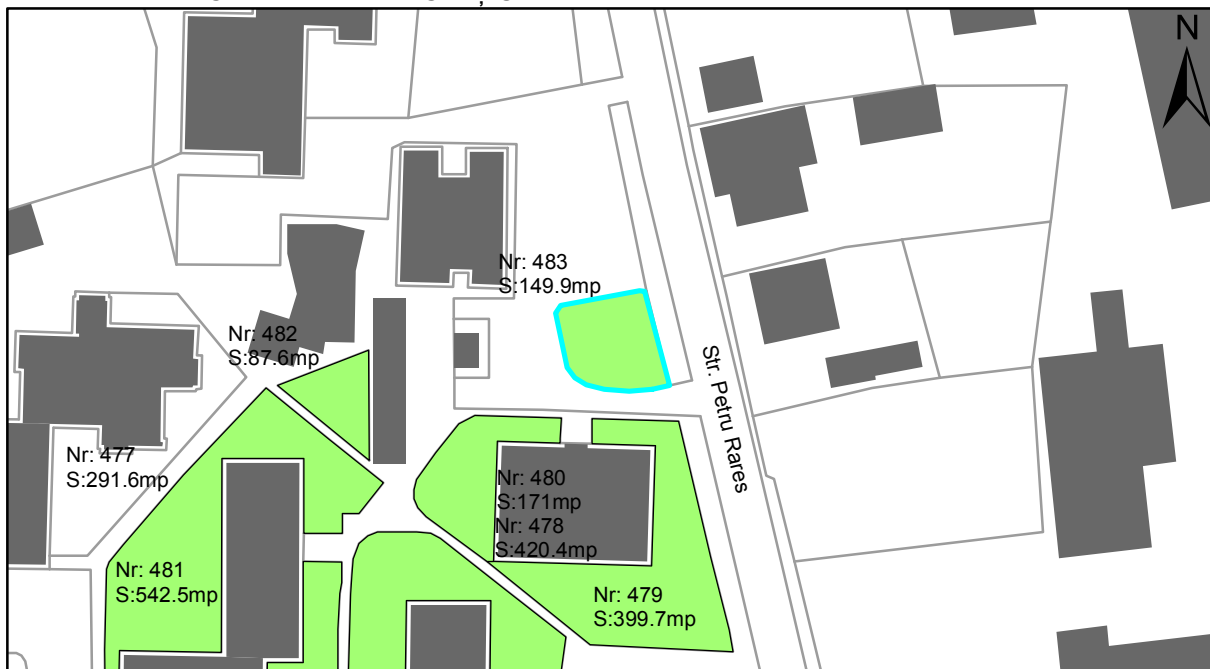 N
Nr: 483
S:149.9mp
Nr: 482
S:87.6mp
Str. Petru Rares
Nr: 477
S:291.6mp
Nr: 480
S:171mp
Nr: 478
S:420.4mp
Nr: 481
S:542.5mp
Nr: 479
S:399.7mp